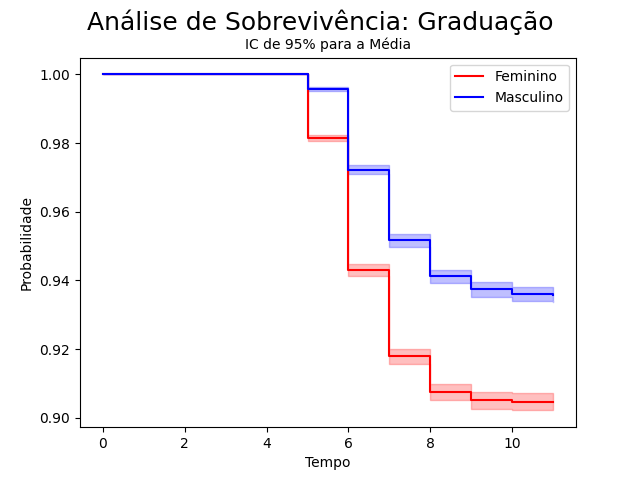 Análise de Sobrevivência: Graduação
IC de 95% para a Média
Feminino
Masculino
Probabilidade
1.00
0.98
0.96
0.94
0.92
0.90
0 2 4 6 8 10
Tempo